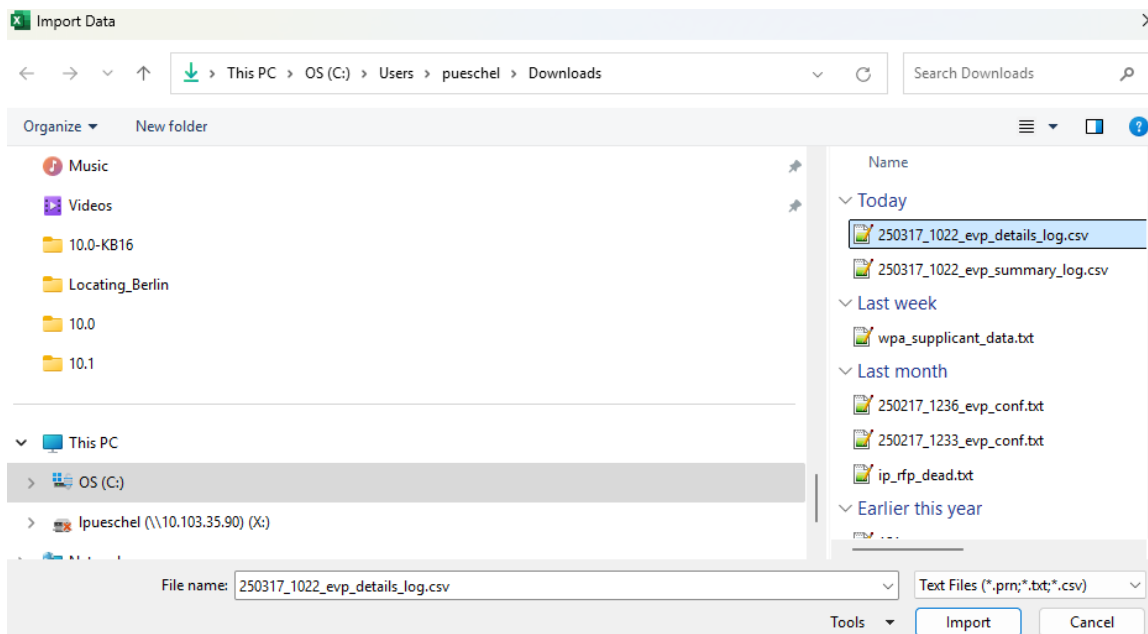 Import Data
This PC > OS (C:) > Users > pueschel > Downloads
Search Downloads
Organize
New folder
Music
Videos
10.0-KB16
Locating_Berlin
10.0
10.1
This PC
OS (C:)
lpueschel (\\10.103.35.90) (X:)
Name
Today
250317_1022_evp_details_log.csv
250317_1022_evp_summary_log.csv
Last week
wpa_supplicant_data.txt
Last month
250217_1236_evp_conf.txt
250217_1233_evp_conf.txt
ip_rfp_dead.txt
Earlier this year
File name: 250317_1022_evp_details_log.csv
Text Files (*.prn;*.txt;*.csv)
Tools
Import
Cancel